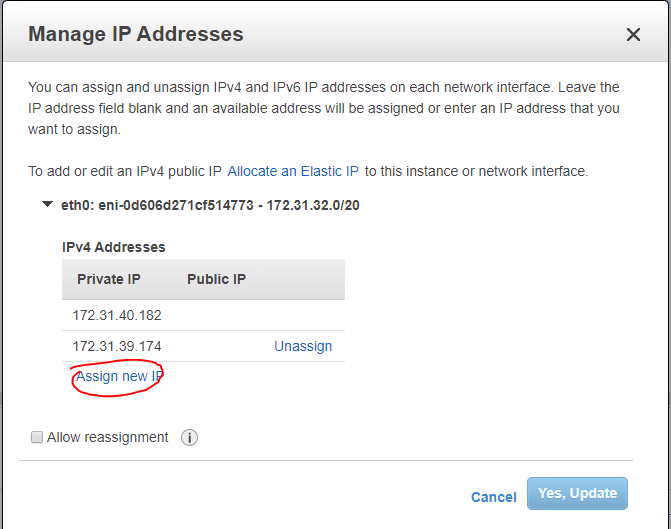 Manage IP Addresses
You can assign and unassign IPv4 and IPv6 IP addresses on each network interface. Leave the
IP address field blank and an available address will be assigned or enter an IP address that you
want to assign.
To add or edit an IPv4 public IP Allocate an Elastic IP to this instance or network interface.
eth0: eni-0d606d271cf514773 - 172.31.32.0/20
IPv4 Addresses
Private IP Public IP
172.31.40.182
172.31.39.174 Unassign
Assign new IP
Allow reassignment i
Cancel Yes, Update